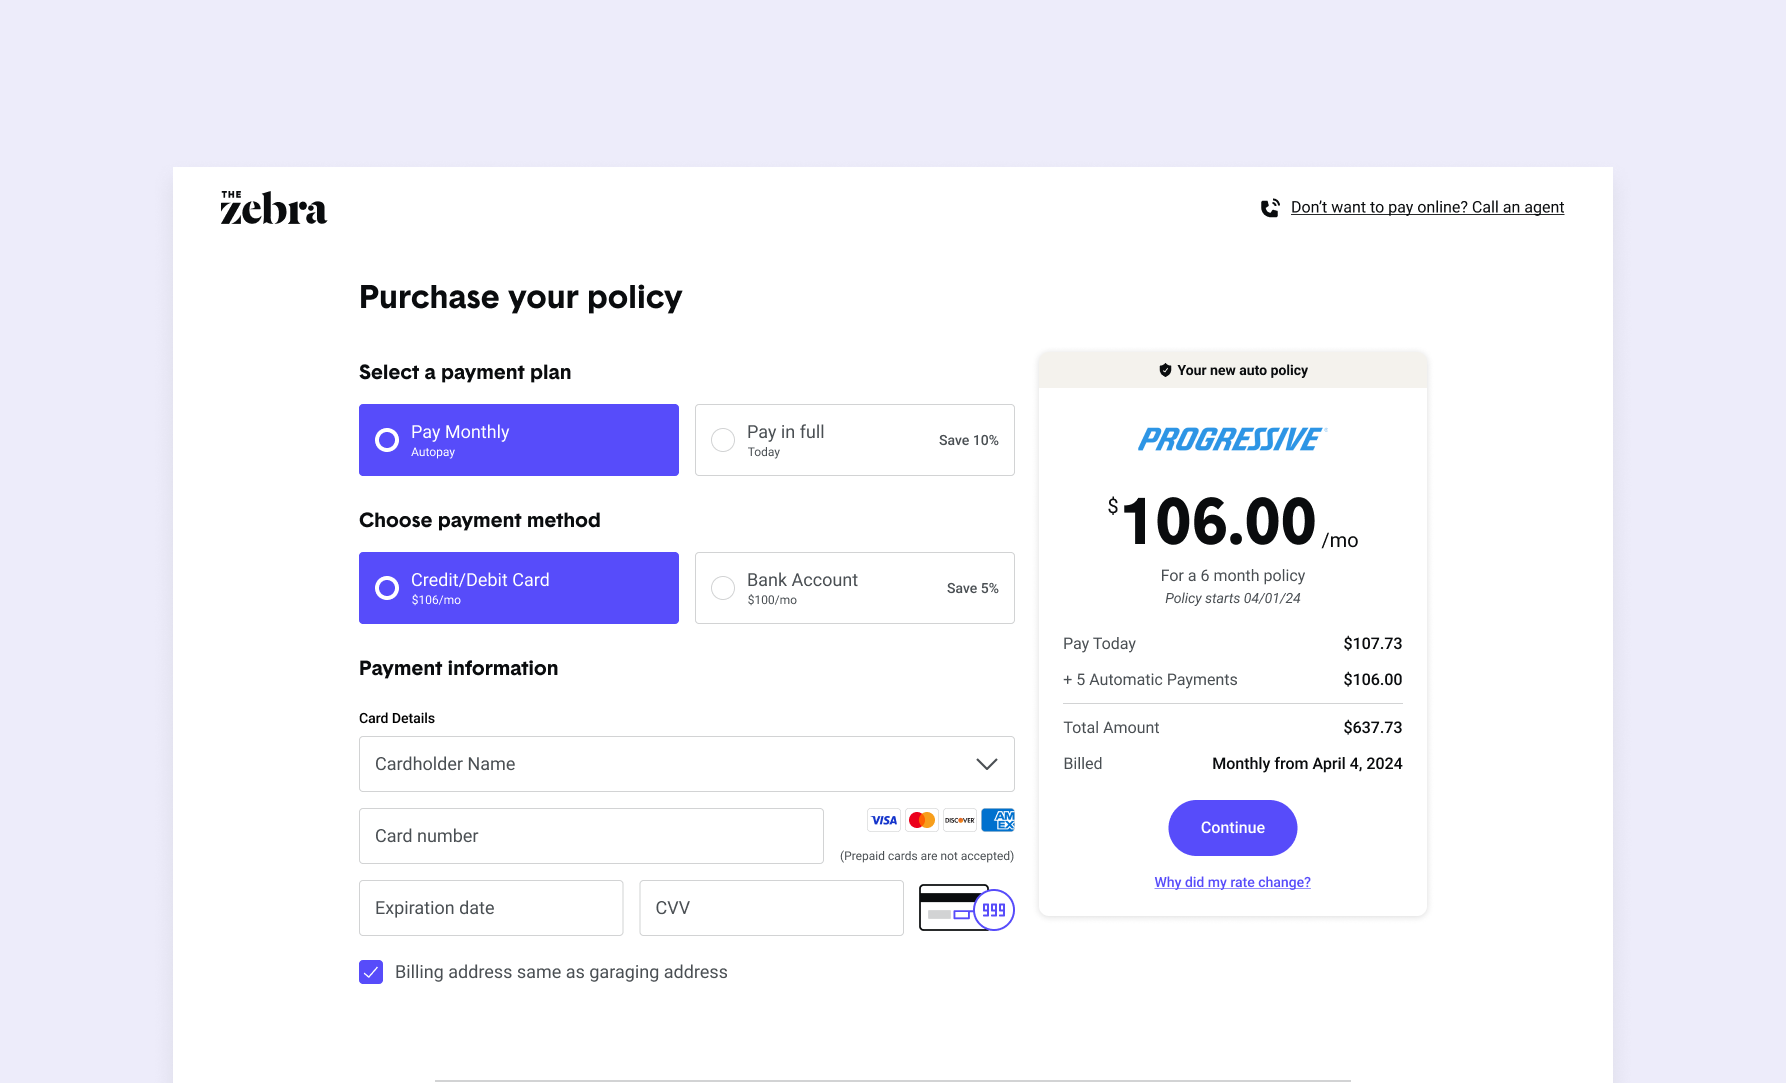 THE
zebra
Don't want to pay online? Call an agent
Purchase your policy
Select a payment plan
Pay Monthly
Autopay
Pay in full
Today
Save 10%
Choose payment method
Credit/Debit Card
$106/mo
Bank Account
$100/mo
Save 5%
Payment information
Card Details
Cardholder Name
Card number
VISA
DISCOVER
AM
EX
(Prepaid cards are not accepted)
Expiration date
CVV
999
Billing address same as garaging address
Your new auto policy
PROGRESSIVE
$106.00/mo
For a 6 month policy
Policy starts 04/01/24
Pay Today $107.73
+ 5 Automatic Payments $106.00
Total Amount $637.73
Billed Monthly from April 4, 2024
Continue
Why did my rate change?